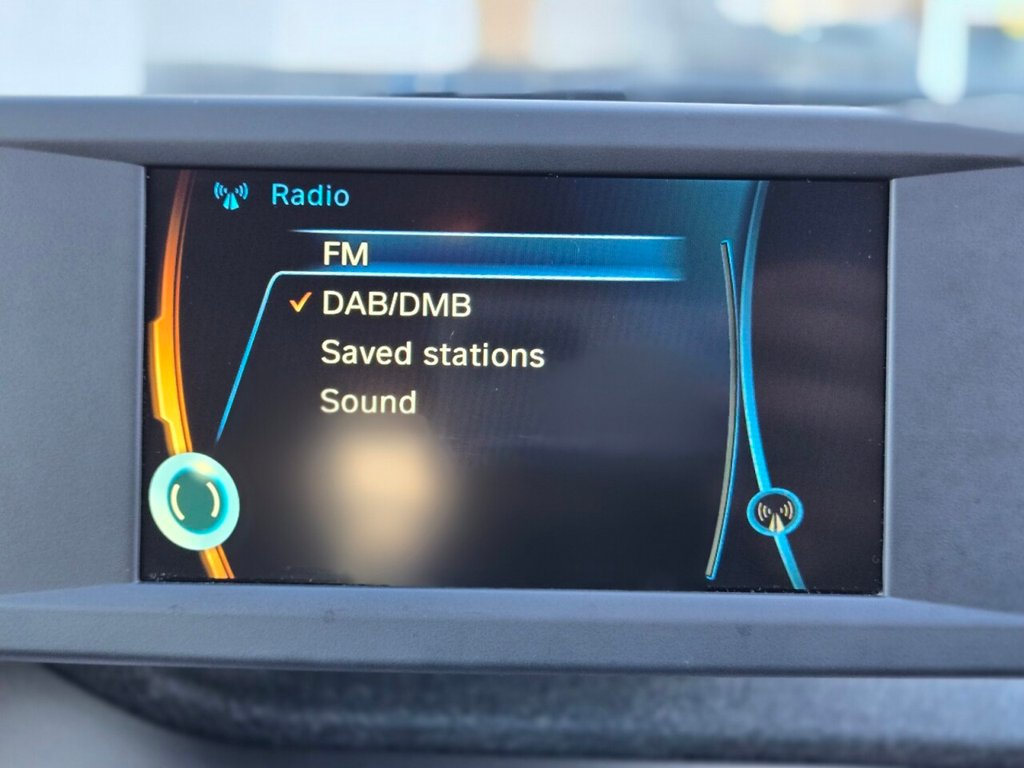 Radio
FM
DAB/DMB
Saved stations
Sound